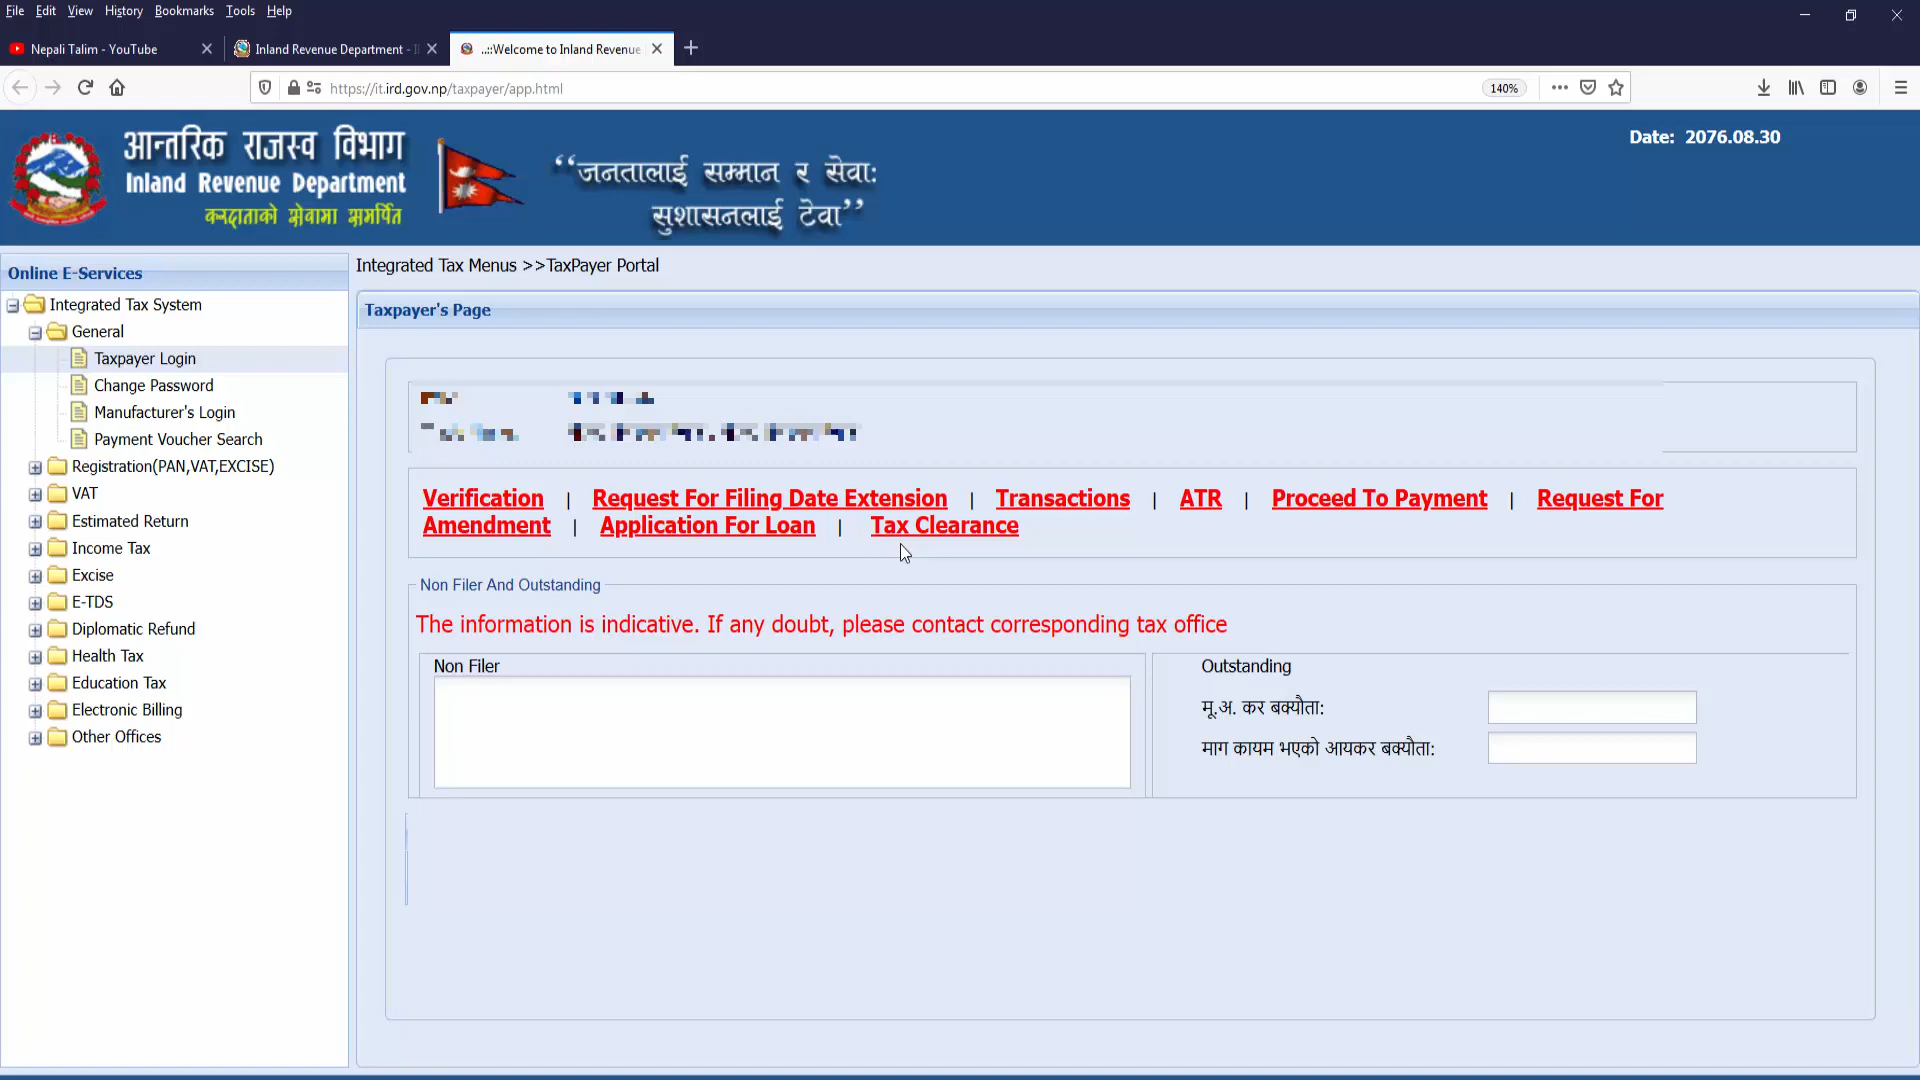 File Edit View History Bookmarks Tools Help
Nepali Talim - YouTube
Inland Revenue Department -
..::Welcome to Inland Revenue
https://it.ird.gov.np/taxpayer/app.html
140%
आन्तरिक राजस्व विभाग
Inland Revenue Department
करदाताको सेवामा समर्पित
“जनतालाई सम्मान र सेवाः
सुशासनलाई टेवा”
Date: 2076.08.30
Online E-Services
Integrated Tax System
General
Taxpayer Login
Change Password
Manufacturer's Login
Payment Voucher Search
Registration(PAN,VAT,EXCISE)
VAT
Estimated Return
Income Tax
Excise
E-TDS
Diplomatic Refund
Health Tax
Education Tax
Electronic Billing
Other Offices
Integrated Tax Menus >>TaxPayer Portal
Taxpayer's Page
Verification | Request For Filing Date Extension | Transactions | ATR | Proceed To Payment | Request For
Amendment | Application For Loan | Tax Clearance
Non Filer And Outstanding
The information is indicative. If any doubt, please contact corresponding tax office
Non Filer
Outstanding
मू.अ. कर बक्यौता:
माग कायम भएको आयकर बक्यौता: